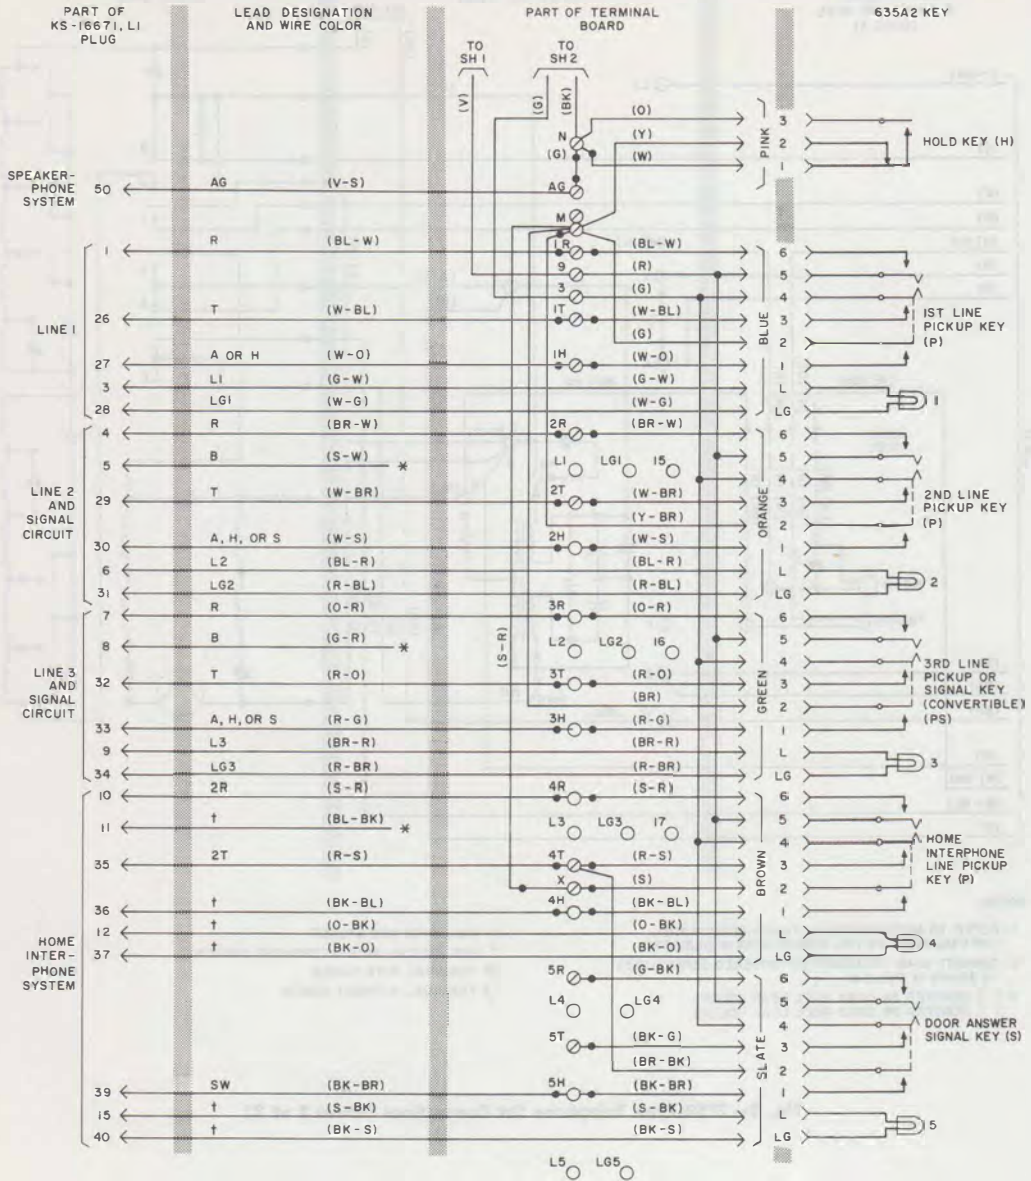 PART OF
KS-16671, L1
PLUG
LEAD DESIGNATION
AND WIRE COLOR
PART OF TERMINAL
BOARD
635A2 KEY
TO
SH 1
TO
SH 2
(V)
(G)
(BK)
N
(G)
(O)
(Y)
(W)
PINK
3
2
1
HOLD KEY (H)
SPEAKER-
PHONE
SYSTEM
50 AG (V-S) AG
M
LINE 1
1 R (BL-W) 1R (BL-W) 6
9 (R) 5
3 (G) 4
26 T (W-BL) 1T (W-BL) 3
(G) 2
27 A OR H (W-O) 1H (W-O) 1
3 L1 (G-W) (G-W) L
28 LG1 (W-G) (W-G) LG
BLUE
1ST LINE
PICKUP KEY
(P)
1
LINE 2
AND
SIGNAL
CIRCUIT
4 R (BR-W) 2R (BR-W) 6
5 B (S-W) * L1 LG1 15 5
4
29 T (W-BR) 2T (W-BR) 3
(Y-BR) 2
30 A, H, OR S (W-S) 2H (W-S) 1
6 L2 (BL-R) (BL-R) L
31 LG2 (R-BL) (R-BL) LG
ORANGE
2ND LINE
PICKUP KEY
(P)
2
LINE 3
AND
SIGNAL
CIRCUIT
7 R (O-R) 3R (O-R) 6
8 B (G-R) * L2 LG2 16 5
(S-R)
4
32 T (R-O) 3T (R-O) 3
(BR) 2
33 A, H, OR S (R-G) 3H (R-G) 1
9 L3 (BR-R) (BR-R) L
34 LG3 (R-BR) (R-BR) LG
GREEN
3RD LINE
PICKUP OR
SIGNAL KEY
(CONVERTIBLE)
(PS)
3
HOME
INTER-
PHONE
SYSTEM
10 2R (S-R) 4R (S-R) 6
11 † (BL-BK) * L3 LG3 17 5
4
35 2T (R-S) 4T (R-S) 3
X (S) 2
36 † (BK-BL) 4H (BK-BL) 1
12 † (O-BK) (O-BK) L
37 † (BK-O) (BK-O) LG
BROWN
HOME
INTERPHONE
LINE PICKUP
KEY (P)
4
5R (G-BK) 6
L4 LG4 5
4
5T (BK-G) 3
(BR-BK) 2
39 SW (BK-BR) 5H (BK-BR) 1
15 † (S-BK) (S-BK) L
40 † (BK-S) (BK-S) LG
SLATE
DOOR ANSWER
SIGNAL KEY (S)
5
L5 LG5